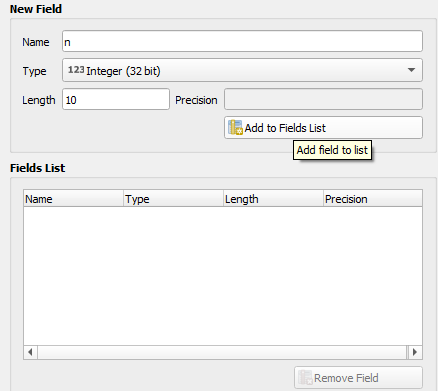 New Field
Name n
Type 123 Integer (32 bit)
Length 10 Precision
Add to Fields List
Add field to list
Fields List
Name Type Length Precision
Remove Field